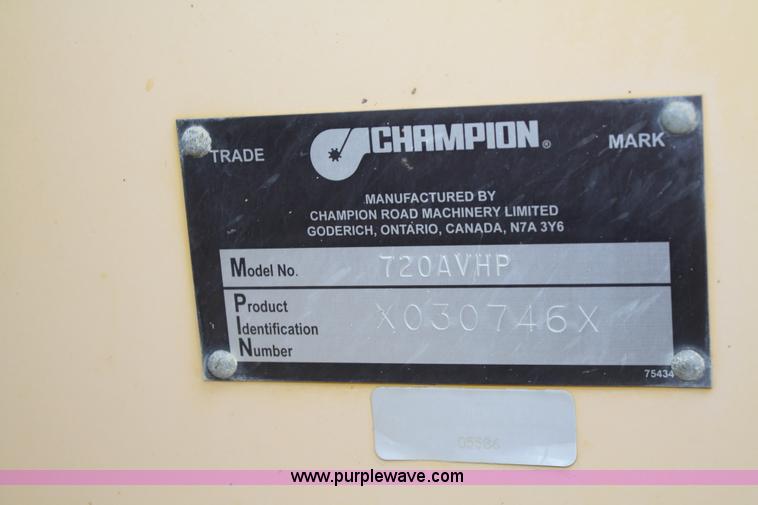 TRADE CHAMPION® MARK
MANUFACTURED BY
CHAMPION ROAD MACHINERY LIMITED
GODERICH, ONTARIO, CANADA, N7A 3Y6
Model No. 720AVHP
Product
Identification X030746X
Number
75434
www.purplewave.com